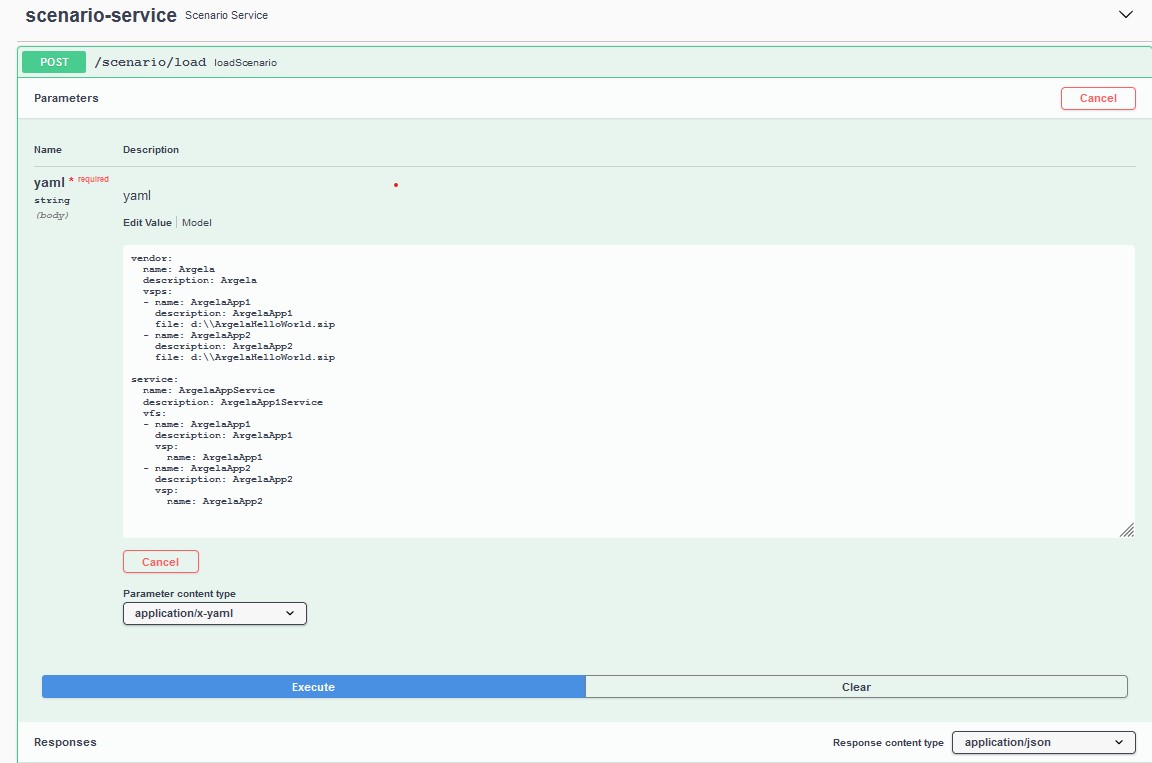 scenario-service Scenario Service
POST /scenario/load loadScenario
Parameters Cancel
Name Description
yaml * required
string
(body)
yaml
Edit Value Model
vendor:
  name: Argela
  description: Argela
  vsps:
  - name: ArgelaApp1
    description: ArgelaApp1
    file: d:\\ArgelaHelloWorld.zip
  - name: ArgelaApp2
    description: ArgelaApp2
    file: d:\\ArgelaHelloWorld.zip

service:
  name: ArgelaAppService
  description: ArgelaApp1Service
  vfs:
  - name: ArgelaApp1
    description: ArgelaApp1
    vsp:
      name: ArgelaApp1
  - name: ArgelaApp2
    description: ArgelaApp2
    vsp:
      name: ArgelaApp2
Cancel
Parameter content type
application/x-yaml
Execute Clear
Responses Response content type application/json